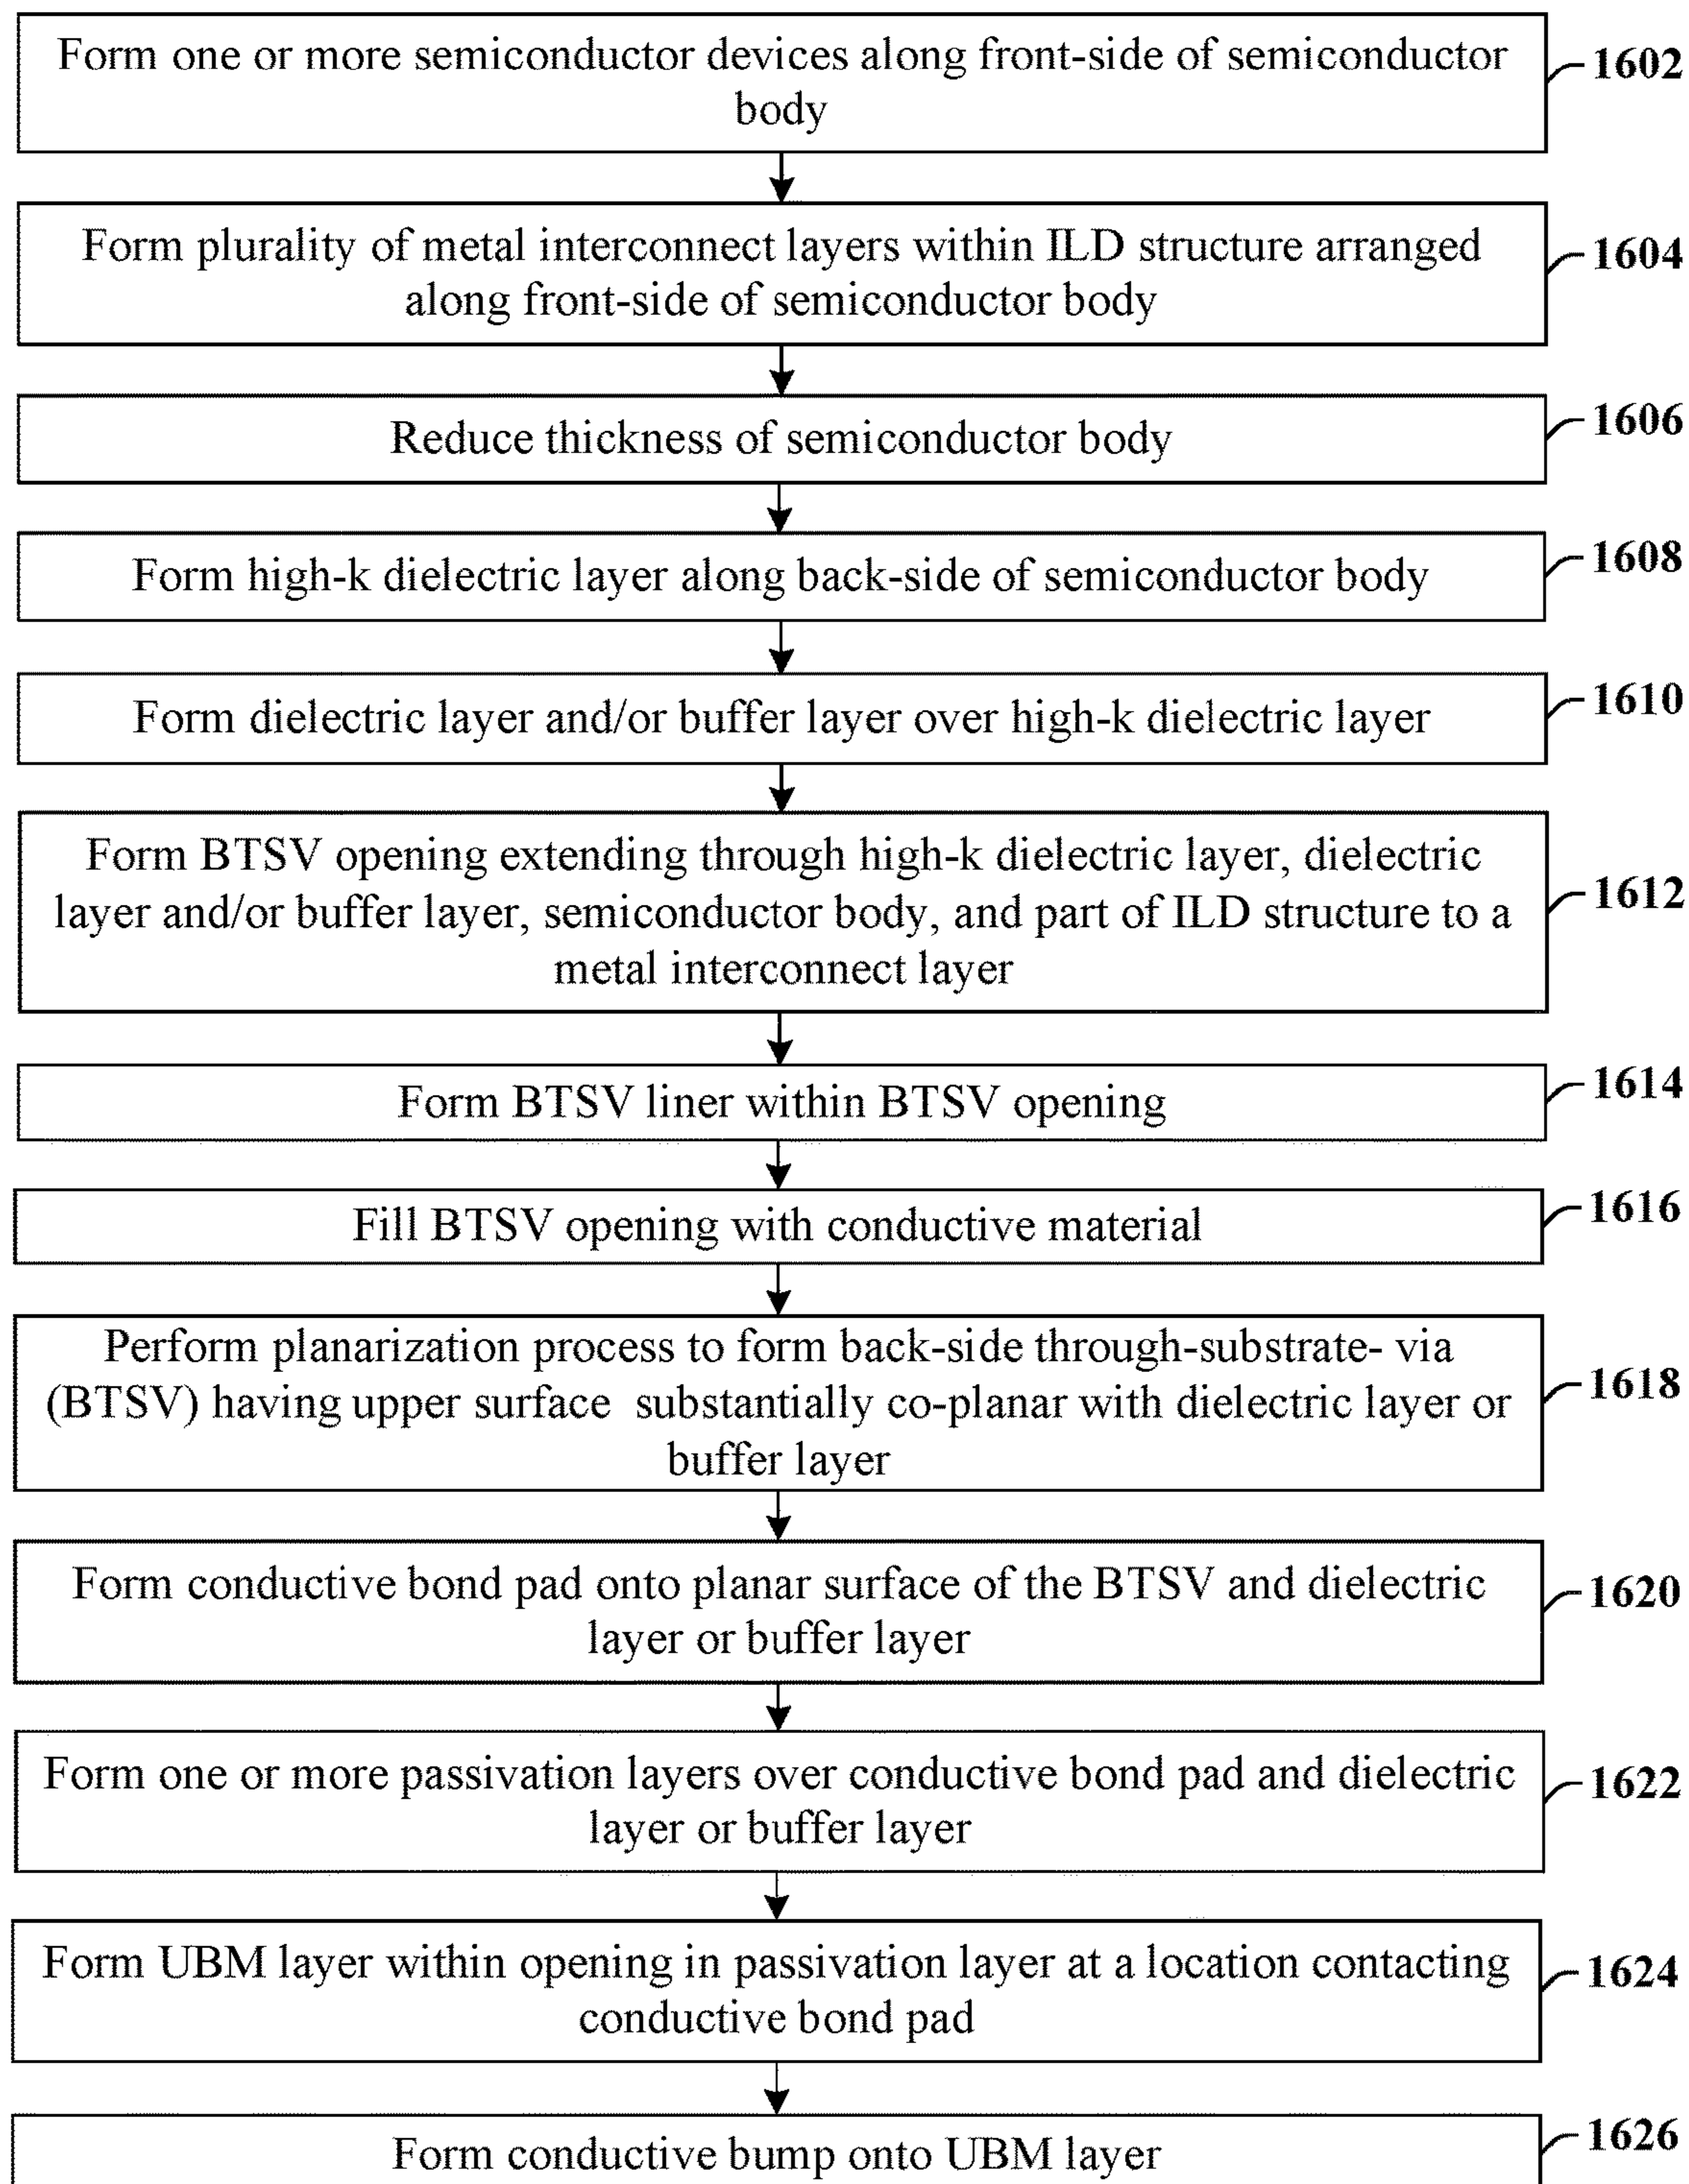 Form one or more semiconductor devices along front-side of semiconductor
body
1602
Form plurality of metal interconnect layers within ILD structure arranged
along front-side of semiconductor body
1604
Reduce thickness of semiconductor body
1606
Form high-k dielectric layer along back-side of semiconductor body
1608
Form dielectric layer and/or buffer layer over high-k dielectric layer
1610
Form BTSV opening extending through high-k dielectric layer, dielectric
layer and/or buffer layer, semiconductor body, and part of ILD structure to a
metal interconnect layer
1612
Form BTSV liner within BTSV opening
1614
Fill BTSV opening with conductive material
1616
Perform planarization process to form back-side through-substrate- via
(BTSV) having upper surface substantially co-planar with dielectric layer or
buffer layer
1618
Form conductive bond pad onto planar surface of the BTSV and dielectric
layer or buffer layer
1620
Form one or more passivation layers over conductive bond pad and dielectric
layer or buffer layer
1622
Form UBM layer within opening in passivation layer at a location contacting
conductive bond pad
1624
Form conductive bump onto UBM layer
1626